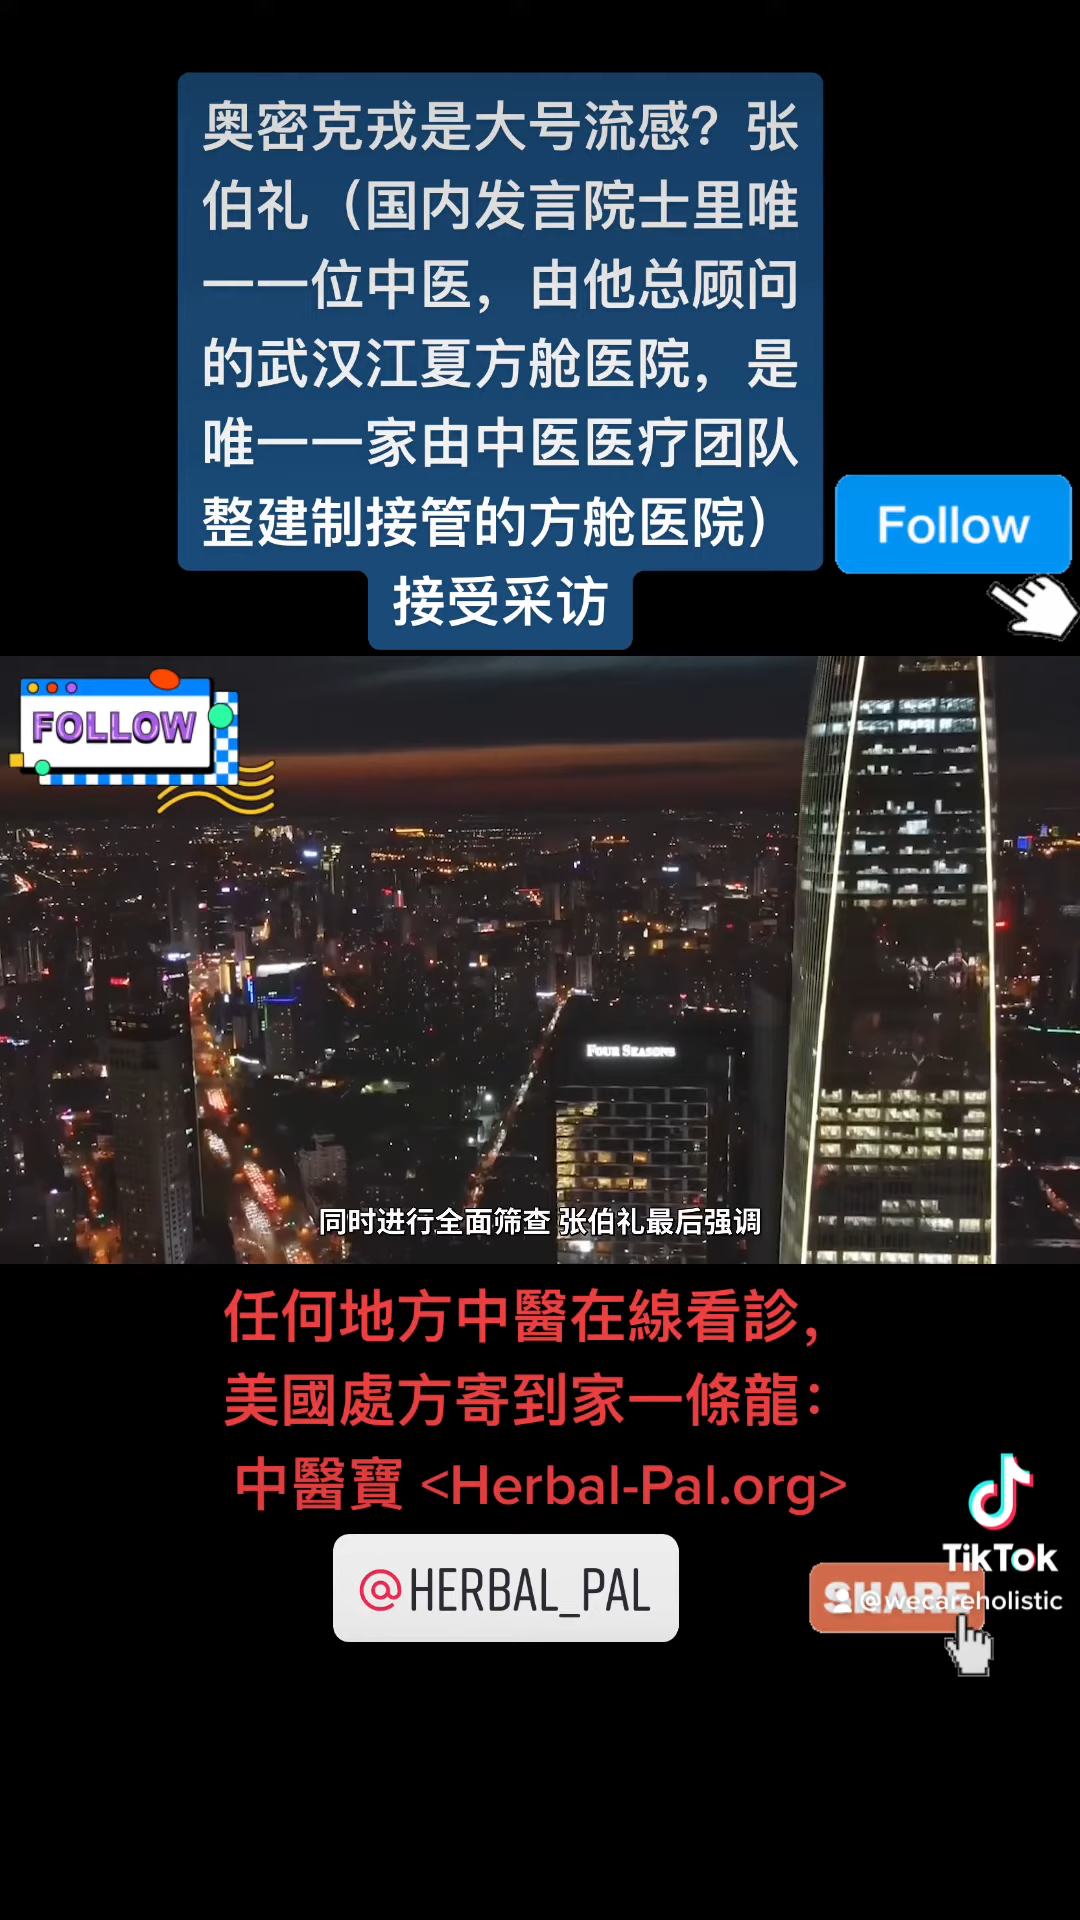 奥密克戎是大号流感？张
伯礼（国内发言院士里唯
一一位中医，由他总顾问
的武汉江夏方舱医院，是
唯一一家由中医医疗团队
整建制接管的方舱医院）
接受采访
Follow
FOLLOW
FOUR SEASONS
同时进行全面筛查 张伯礼最后强调
任何地方中醫在線看診，
美國處方寄到家一條龍：
中醫寶 <Herbal-Pal.org>
@HERBAL_PAL
TikTok
SHARE
@wecareholistic